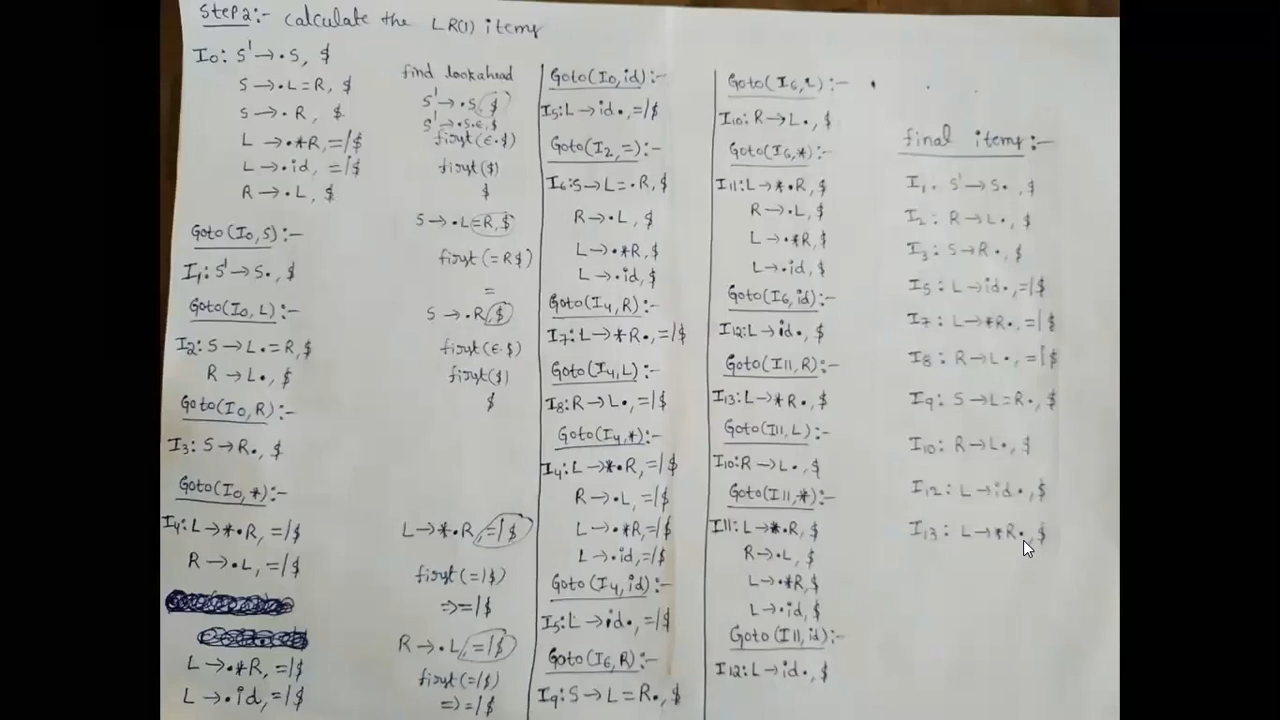 Step 2:- calculate the LR(1) items
I0: S' → •S, $
S → •L=R, $
S → •R, $
L → •*R, =/$
L → •id, =/$
R → •L, $
Goto(I0,S):-
I1: S' → S•, $
Goto(I0,L):-
I2: S → L•=R, $
R → L•, $
Goto(I0,R):-
I3: S → R•, $
Goto(I0,*):-
I4: L → *•R, =/$
R → •L, =/$
L → •*R, =/$
L → •id, =/$
find lookahead
S' → •S, $
S' → •S•ε, $
first(ε•$)
first($)
$
S → •L=R, $
first(=R$)
=
S → •R, $
first(ε•$)
first($)
$
L → *•R, =/$
first(=/$)
=> =/$
R → •L, =/$
first(=/$)
=> =/$
Goto(I0,id):-
I5: L → id•, =/$
Goto(I2,=):-
I6: S → L=•R, $
R → •L, $
L → •*R, $
L → •id, $
Goto(I4,R):-
I7: L → *R•, =/$
Goto(I4,L):-
I8: R → L•, =/$
Goto(I4,*):-
I4: L → *•R, =/$
R → •L, =/$
L → •*R, =/$
L → •id, =/$
Goto(I4,id):-
I5: L → id•, =/$
Goto(I6,R):-
I9: S → L=R•, $
Goto(I6,L):-
I10: R → L•, $
Goto(I6,*):-
I11: L → *•R, $
R → •L, $
L → •*R, $
L → •id, $
Goto(I6,id):-
I12: L → id•, $
Goto(I11,R):-
I13: L → *R•, $
Goto(I11,L):-
I10: R → L•, $
Goto(I11,*):-
I11: L → *•R, $
R → •L, $
L → •*R, $
L → •id, $
Goto(I11,id):-
I12: L → id•, $
final items:-
I1: S' → S•, $
I2: R → L•, $
I3: S → R•, $
I5: L → id•, =/$
I7: L → *R•, =/$
I8: R → L•, =/$
I9: S → L=R•, $
I10: R → L•, $
I12: L → id•, $
I13: L → *R•, $